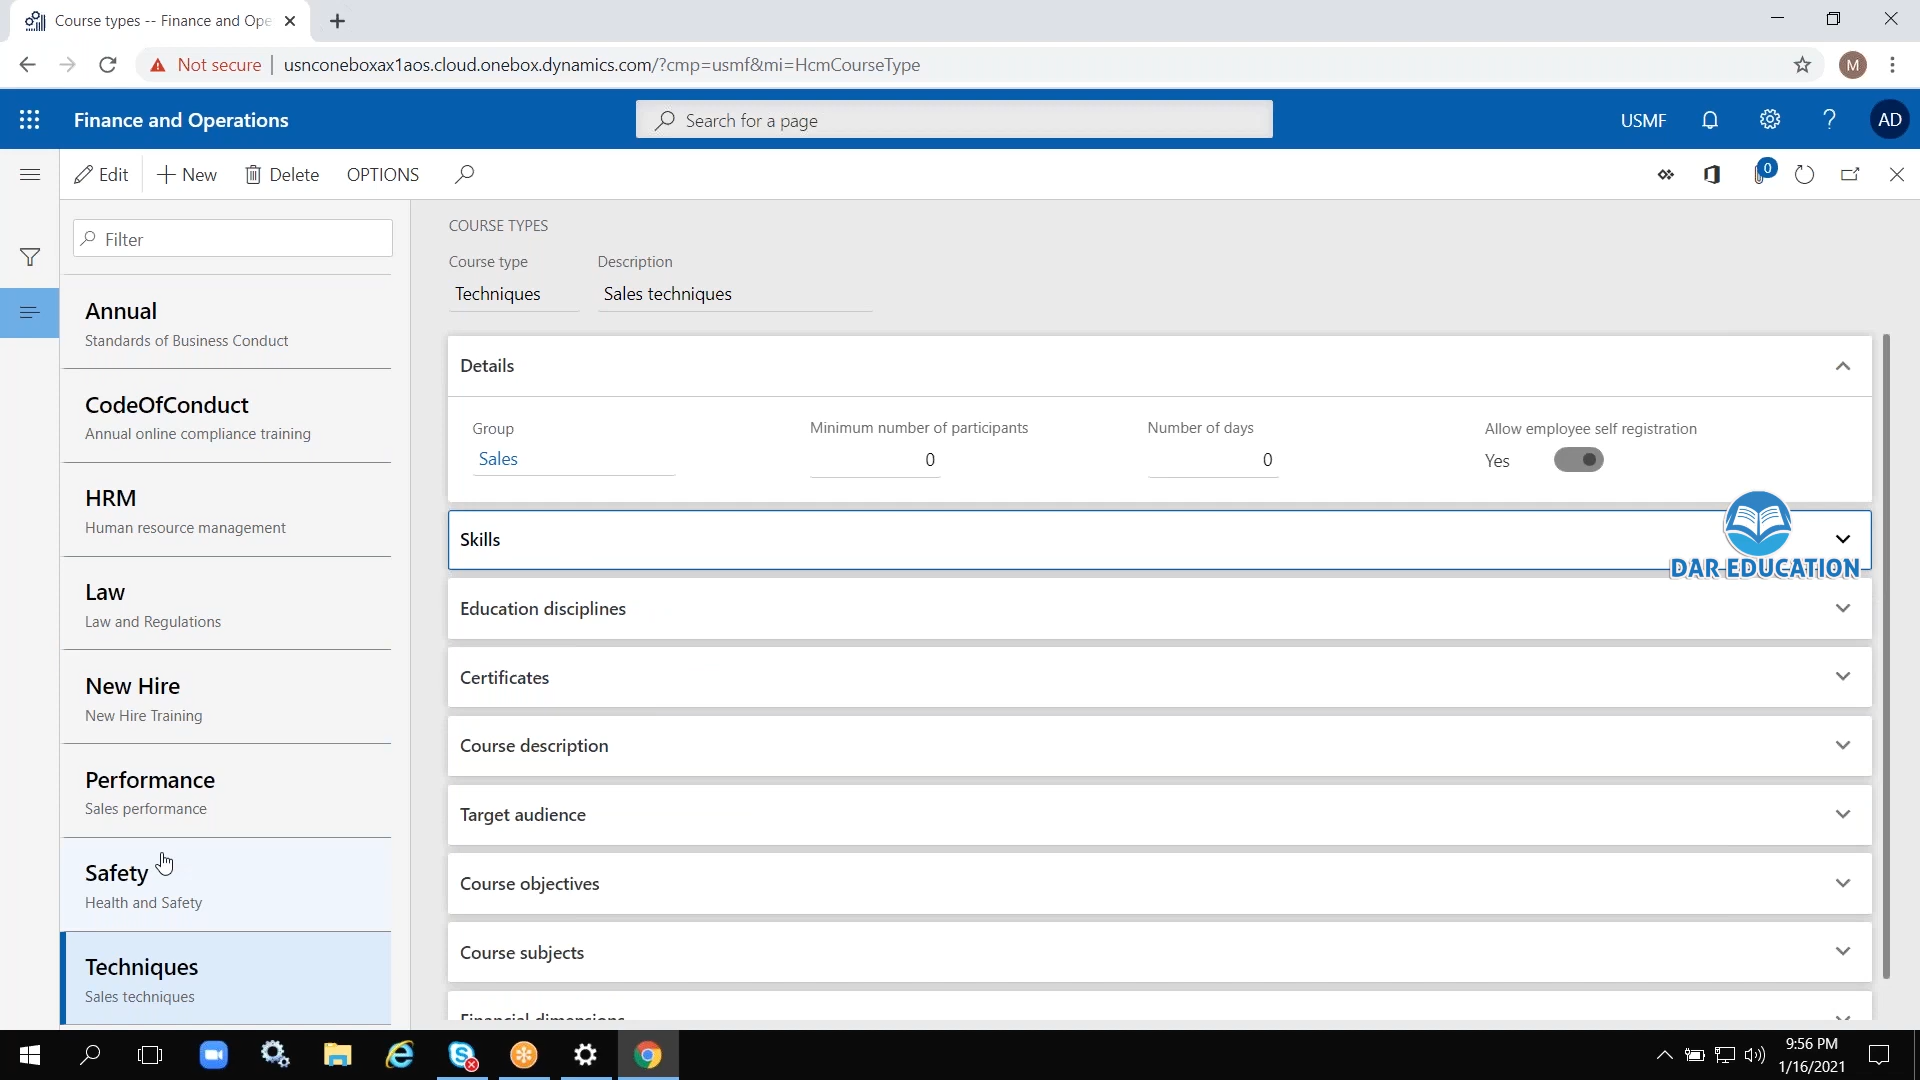 Course types -- Finance and Ope
Not secure
usnconeboxax1aos.cloud.onebox.dynamics.com/?cmp=usmf&mi=HcmCourseType
M
Finance and Operations
Search for a page
USMF
?
AD
Edit
New
Delete
OPTIONS
0
Filter
Annual
Standards of Business Conduct
CodeOfConduct
Annual online compliance training
HRM
Human resource management
Law
Law and Regulations
New Hire
New Hire Training
Performance
Sales performance
Safety
Health and Safety
Techniques
Sales techniques
COURSE TYPES
Course type
Description
Techniques
Sales techniques
Details
Group
Minimum number of participants
Number of days
Allow employee self registration
Sales
0
0
Yes
Skills
DAR EDUCATION
Education disciplines
Certificates
Course description
Target audience
Course objectives
Course subjects
Financial dimensions
9:56 PM
1/16/2021